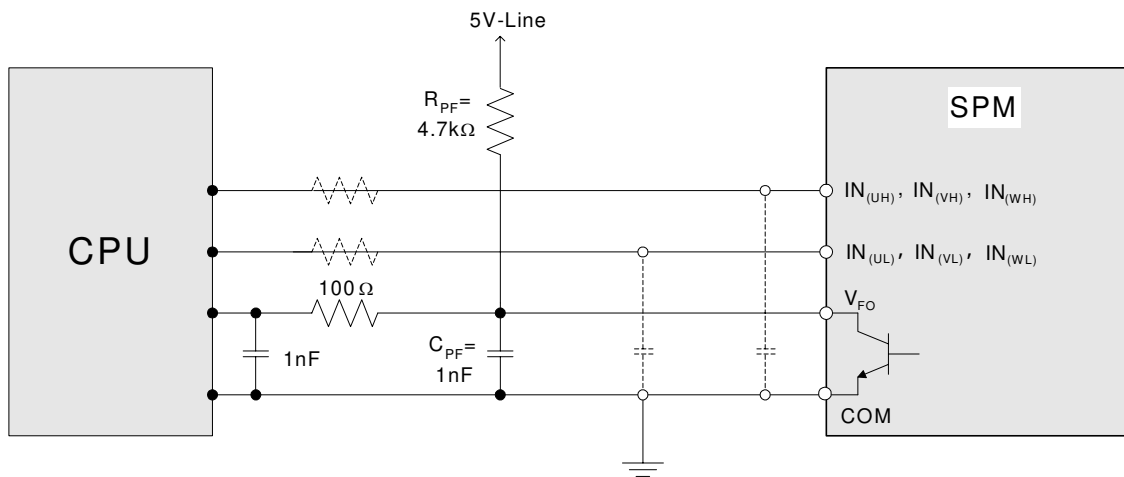 5V-Line
R_PF=
4.7kΩ
SPM
CPU
IN_(UH), IN_(VH), IN_(WH)
IN_(UL), IN_(VL), IN_(WL)
100 Ω
V_FO
1nF
C_PF=
1nF
COM